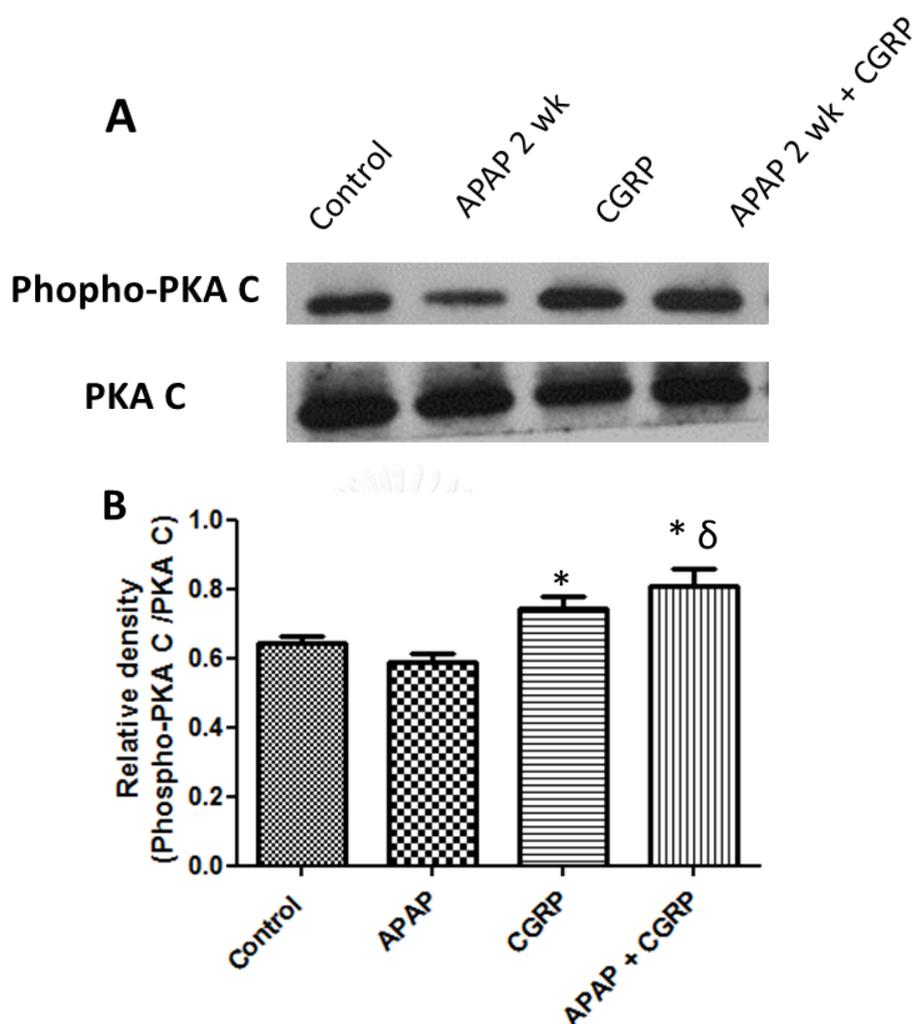 A
Control
APAP 2 wk
CGRP
APAP 2 wk + CGRP
Phopho-PKA C
PKA C
B
Relative density
(Phospho-PKA C /PKA C)
1.0
0.8
0.6
0.4
0.2
0.0
*
* δ
Control
APAP
CGRP
APAP + CGRP